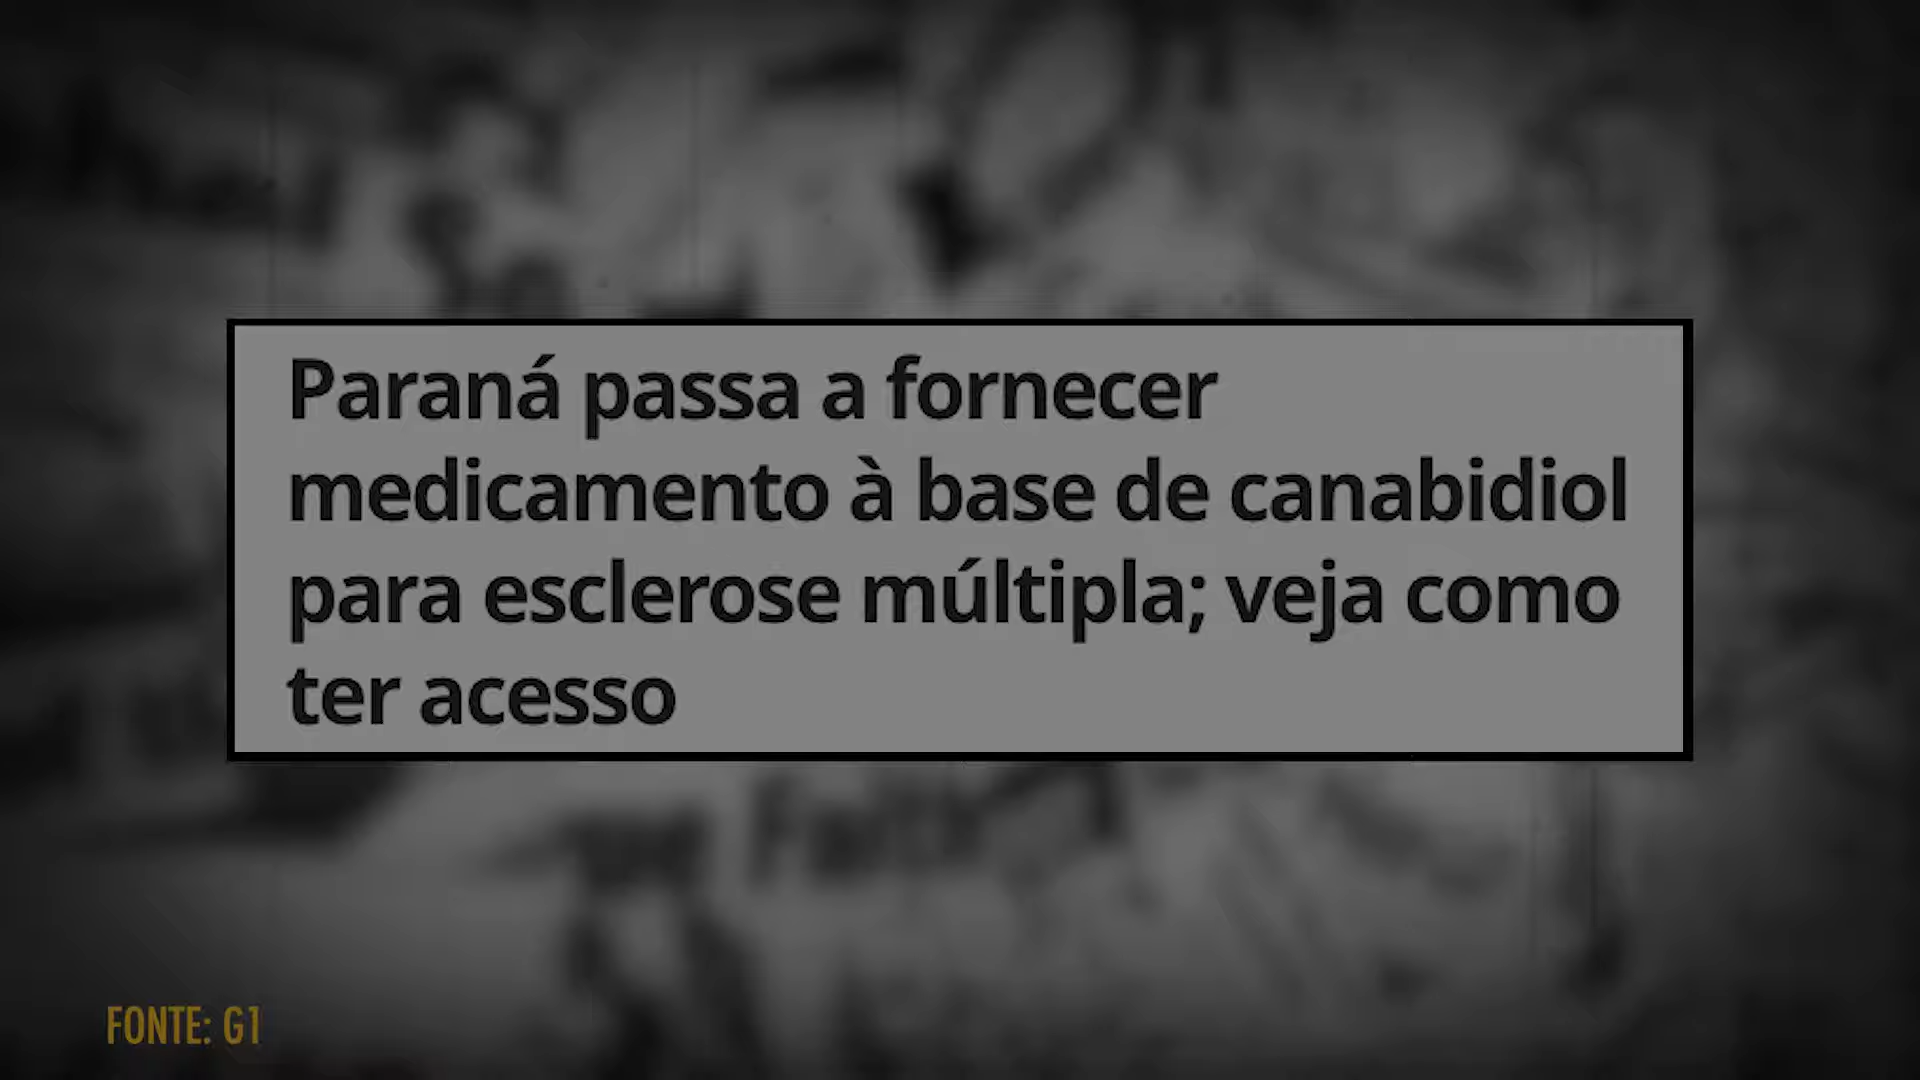 Paraná passa a fornecer
medicamento à base de canabidiol
para esclerose múltipla; veja como
ter acesso
FONTE: G1